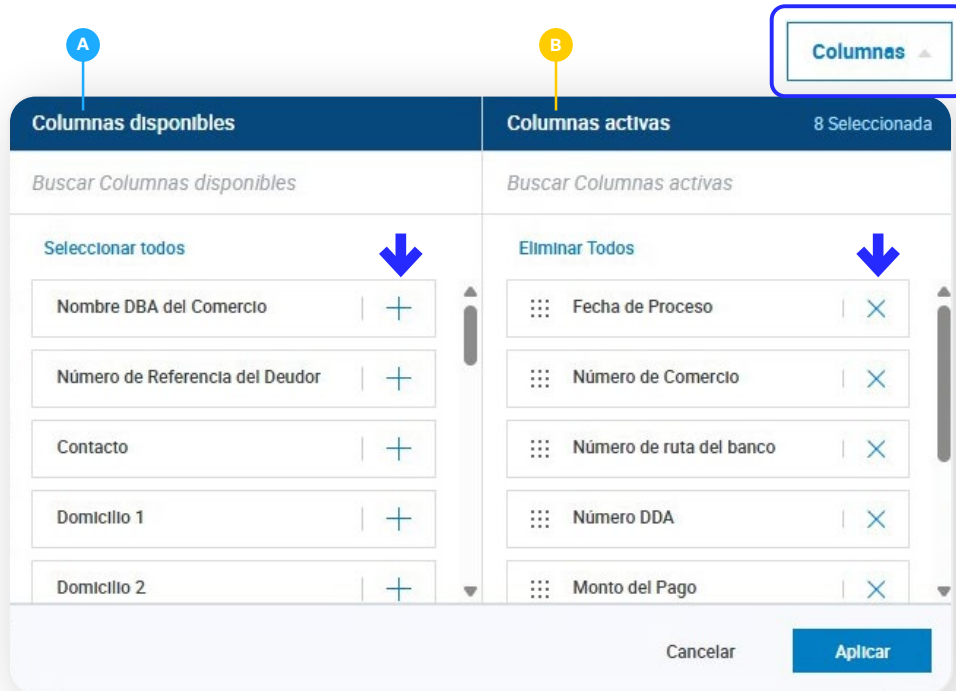 Columnas
A
B
Columnas disponibles
Columnas activas
8 Seleccionada
Buscar Columnas disponibles
Buscar Columnas activas
Seleccionar todos
Eliminar Todos
Nombre DBA del Comercio
Fecha de Proceso
Número de Referencia del Deudor
Número de Comercio
Contacto
Número de ruta del banco
Domicilio 1
Número DDA
Domicilio 2
Monto del Pago
Cancelar
Aplicar